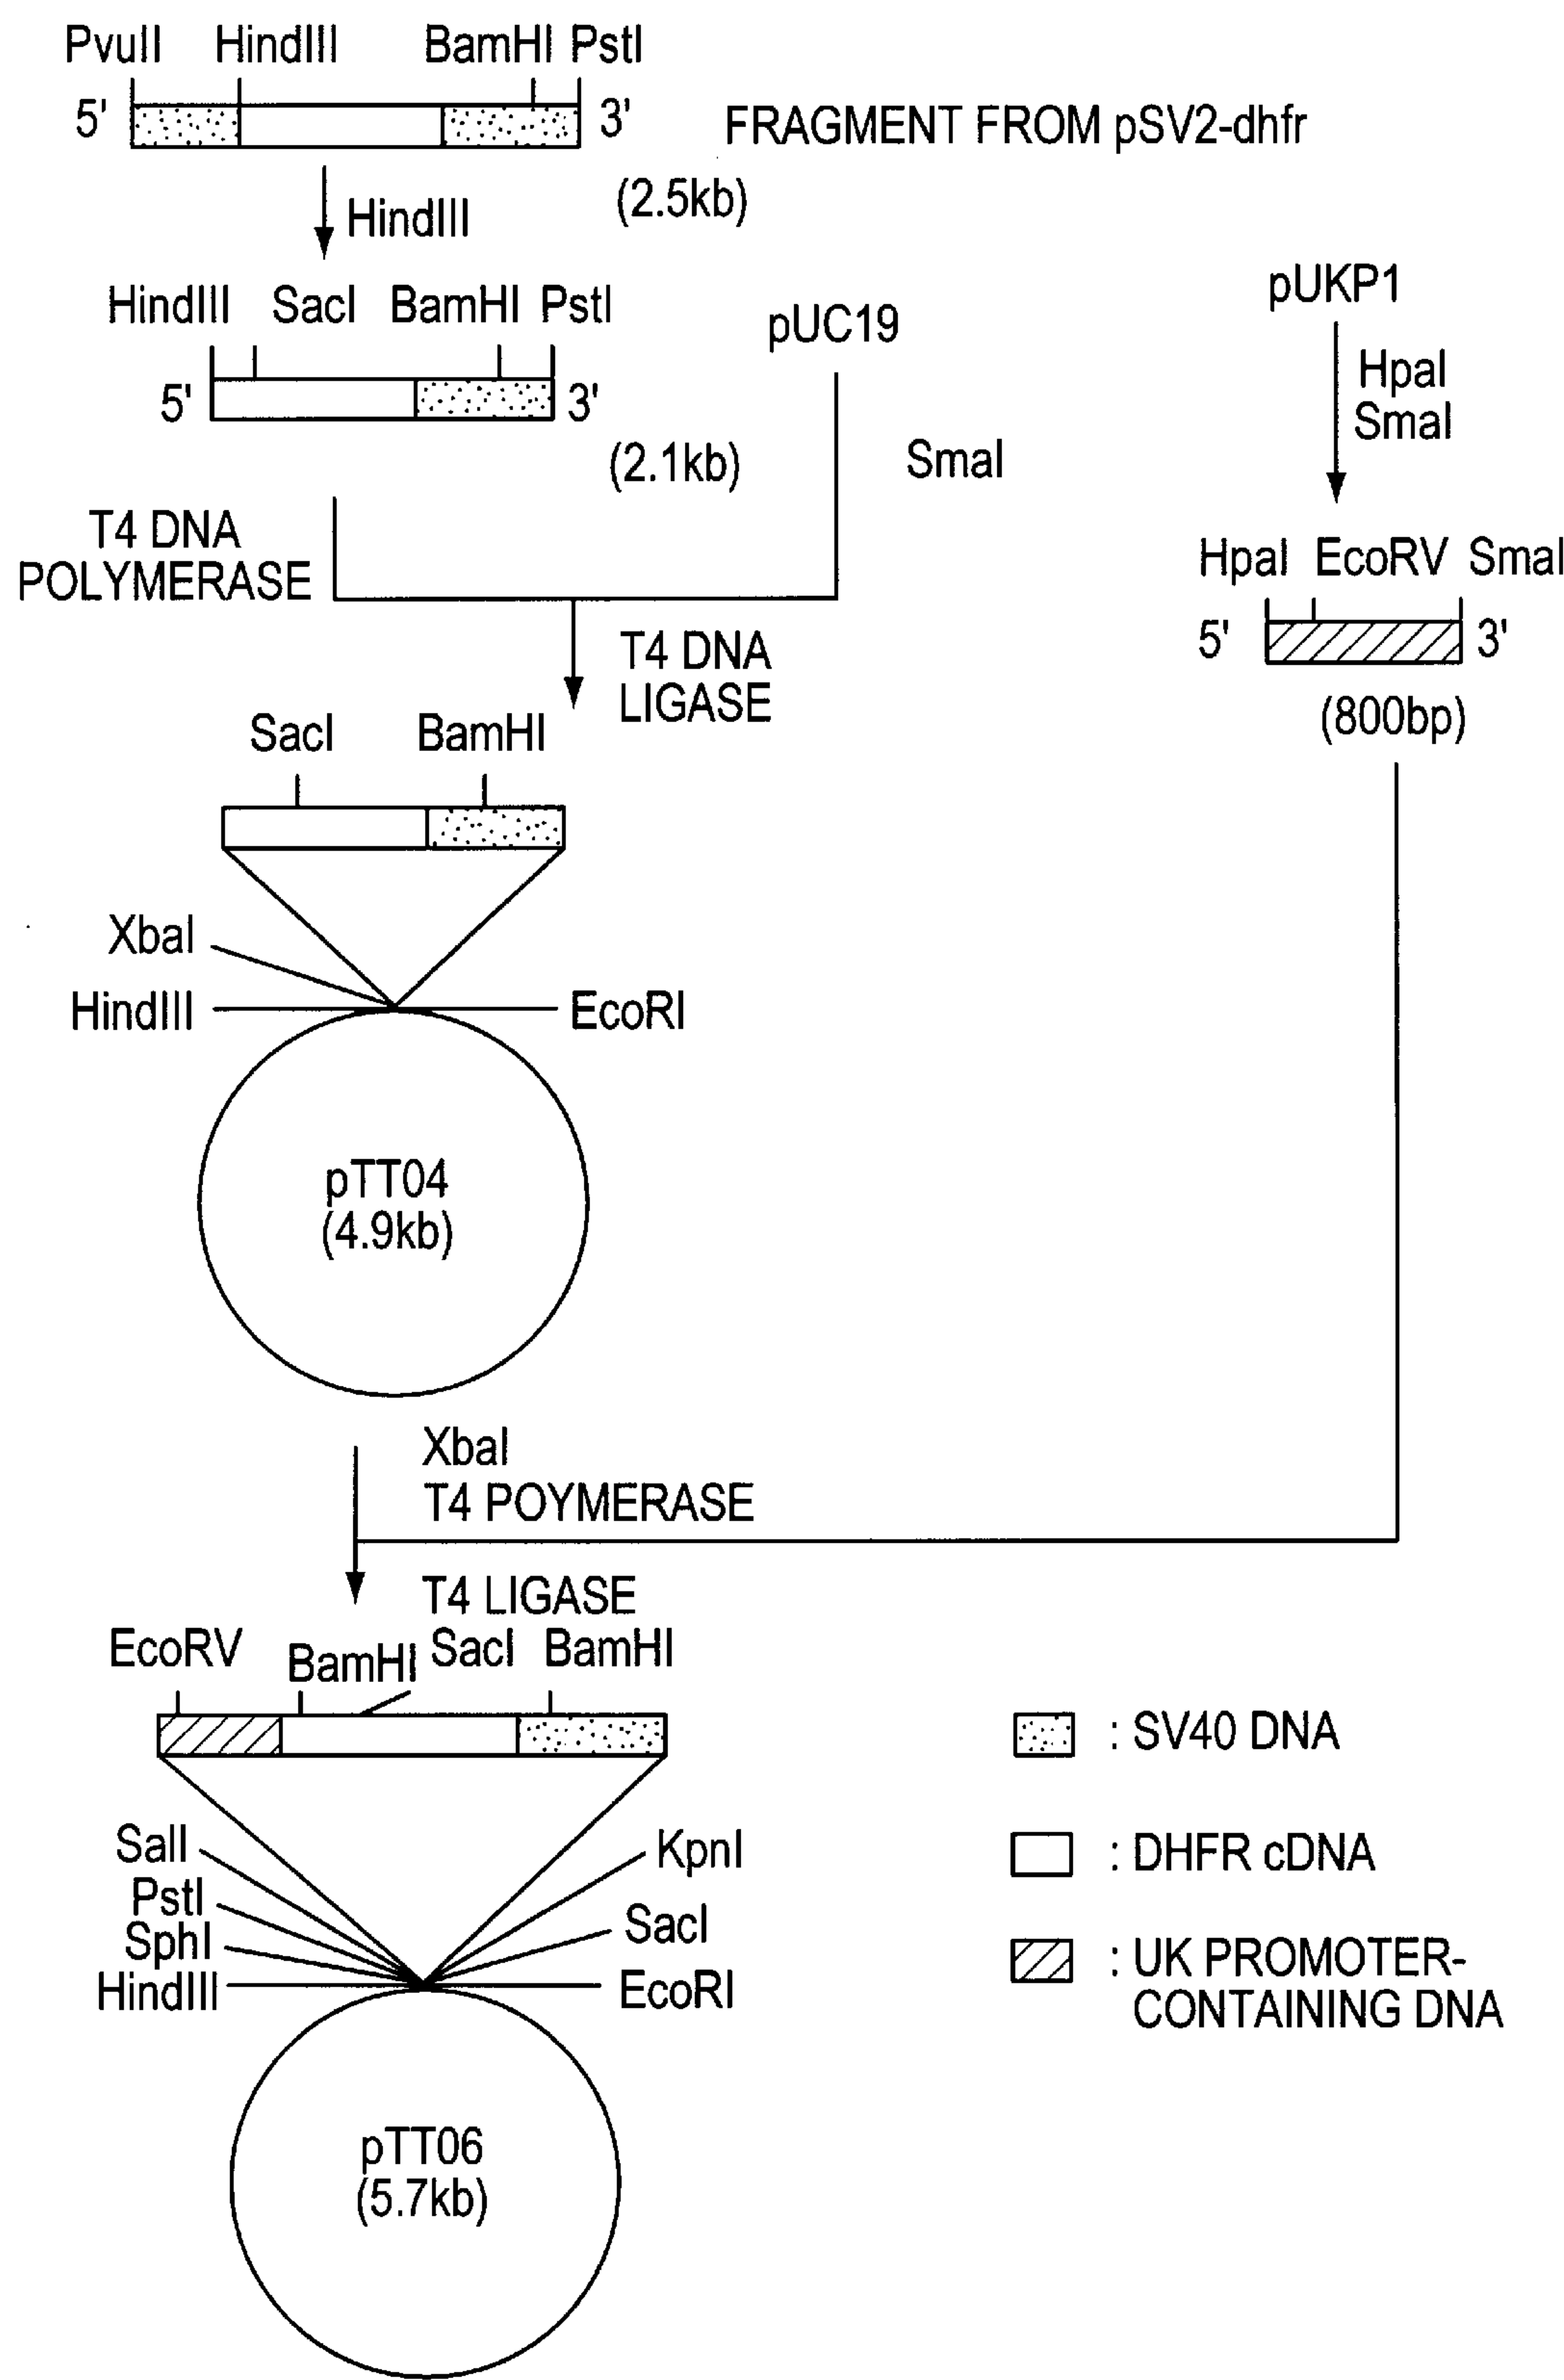 PvuII HindIII BamHI PstI
5' 3'
FRAGMENT FROM pSV2-dhfr
(2.5kb)
HindIII
HindIII SacI BamHI PstI
5' 3'
(2.1kb)
pUC19
SmaI
pUKP1
HpaI
SmaI
HpaI EcoRV SmaI
5' 3'
(800bp)
T4 DNA
POLYMERASE
T4 DNA
LIGASE
SacI BamHI
XbaI
HindIII EcoRI
pTT04
(4.9kb)
XbaI
T4 POYMERASE
T4 LIGASE
EcoRV BamHI SacI BamHI
SalI
PstI
SphI
HindIII
KpnI
SacI
EcoRI
pTT06
(5.7kb)
: SV40 DNA
: DHFR cDNA
: UK PROMOTER-
CONTAINING DNA